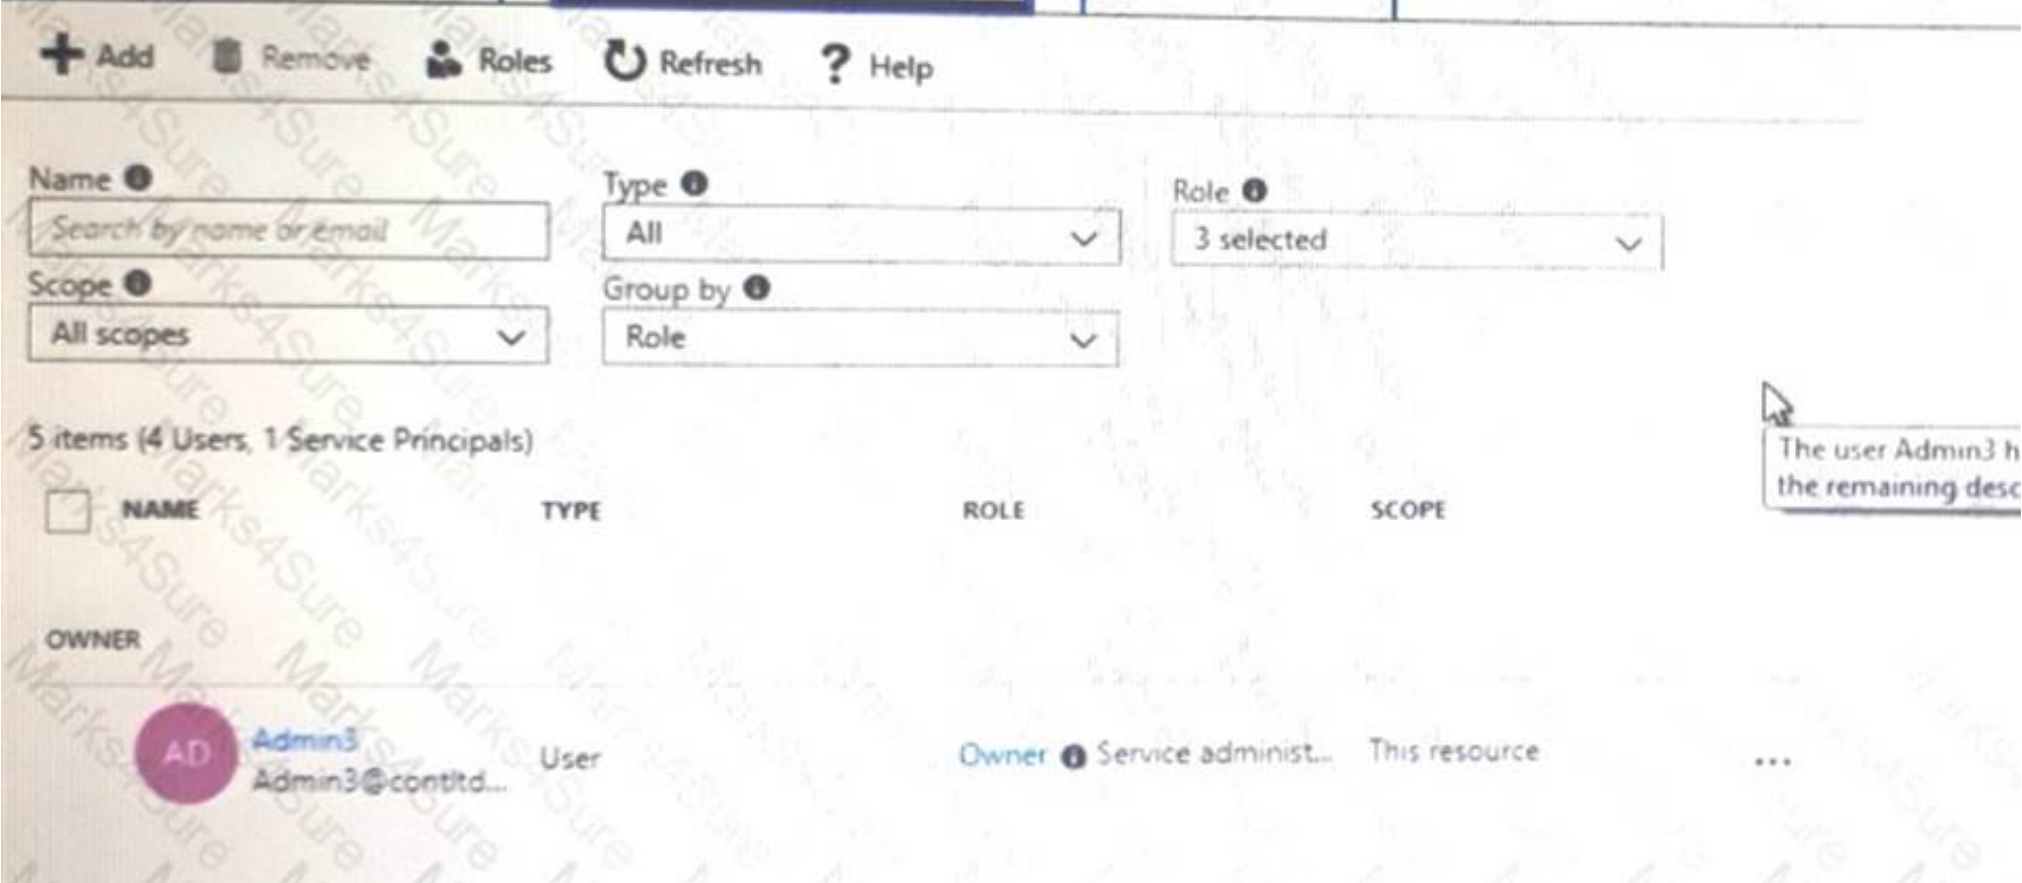 Add Remove Roles Refresh ? Help
Name Type Role
Search by name or email All 3 selected
Scope Group by
All scopes Role
5 items (4 Users, 1 Service Principals)
The user Admin3 h
the remaining desc
NAME TYPE ROLE SCOPE
OWNER
AD Admin3 User Owner Service administ... This resource ...
Admin3@contltd...
Marks4Sure